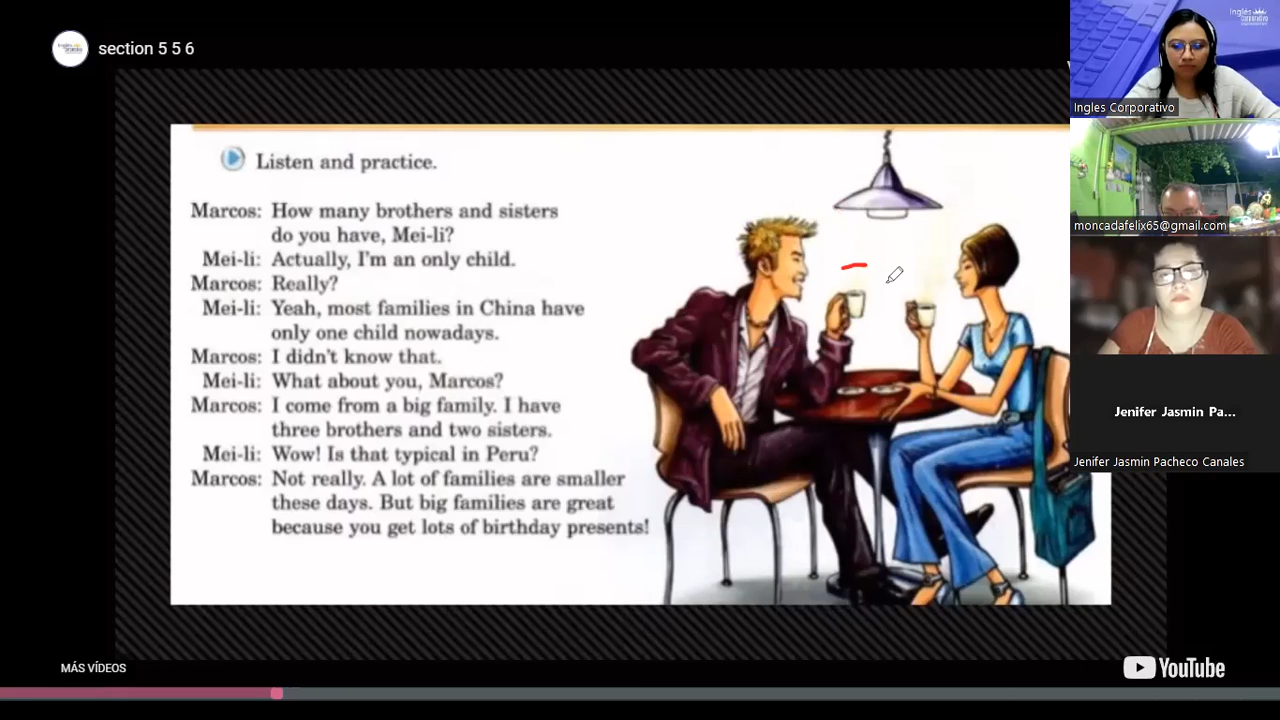 section 5 5 6
Listen and practice.
Marcos: How many brothers and sisters
do you have, Mei-li?
Mei-li: Actually, I'm an only child.
Marcos: Really?
Mei-li: Yeah, most families in China have
only one child nowadays.
Marcos: I didn't know that.
Mei-li: What about you, Marcos?
Marcos: I come from a big family. I have
three brothers and two sisters.
Mei-li: Wow! Is that typical in Peru?
Marcos: Not really. A lot of families are smaller
these days. But big families are great
because you get lots of birthday presents!
MÁS VÍDEOS
YouTube
Inglés
Corporativo
Ingles Corporativo
moncadafelix65@gmail.com
Jenifer Jasmin Pa...
Jenifer Jasmin Pacheco Canales